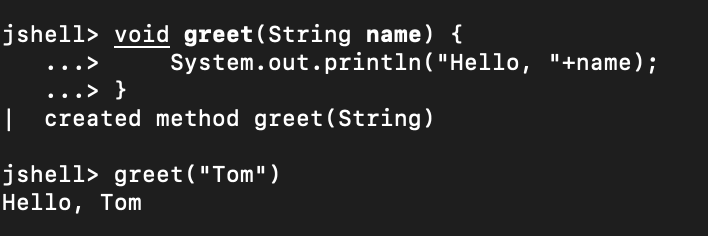 jshell> void greet(String name) {
   ...>     System.out.println("Hello, "+name);
   ...> }
|  created method greet(String)
jshell> greet("Tom")
Hello, Tom